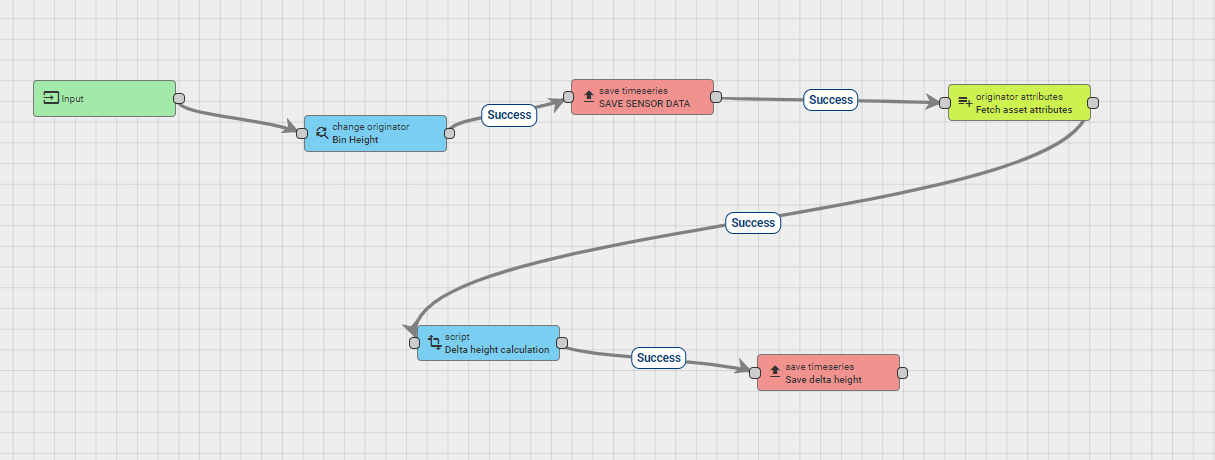 Input
change originator
Bin Height
Success
save timeseries
SAVE SENSOR DATA
Success
originator attributes
Fetch asset attributes
Success
script
Delta height calculation
Success
save timeseries
Save delta height